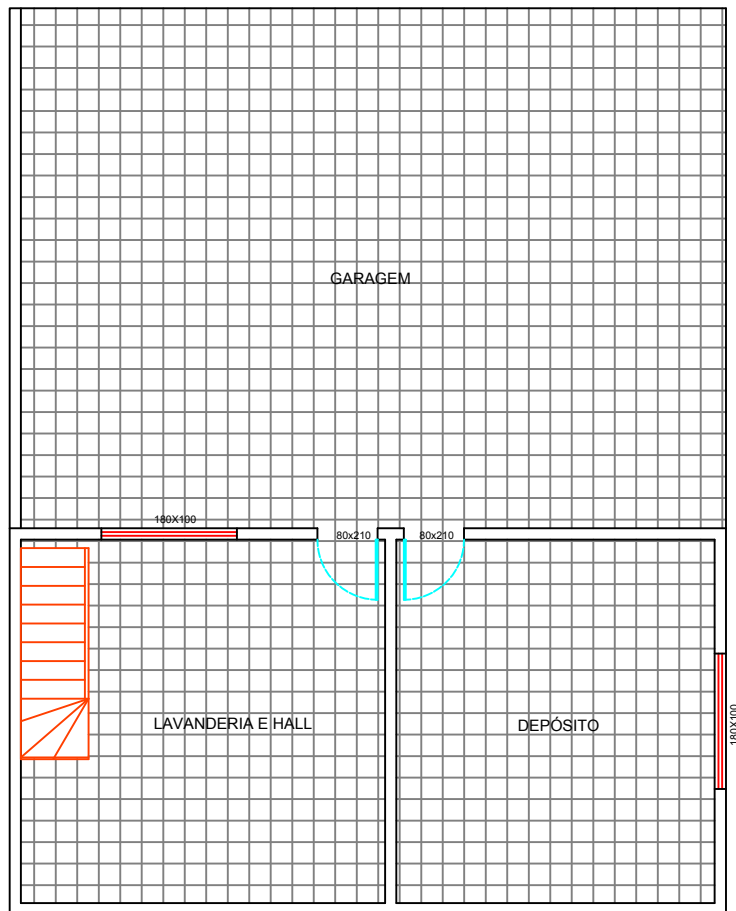 GARAGEM
180X100
80x210
80x210
LAVANDERIA E HALL
DEPÓSITO
180X100